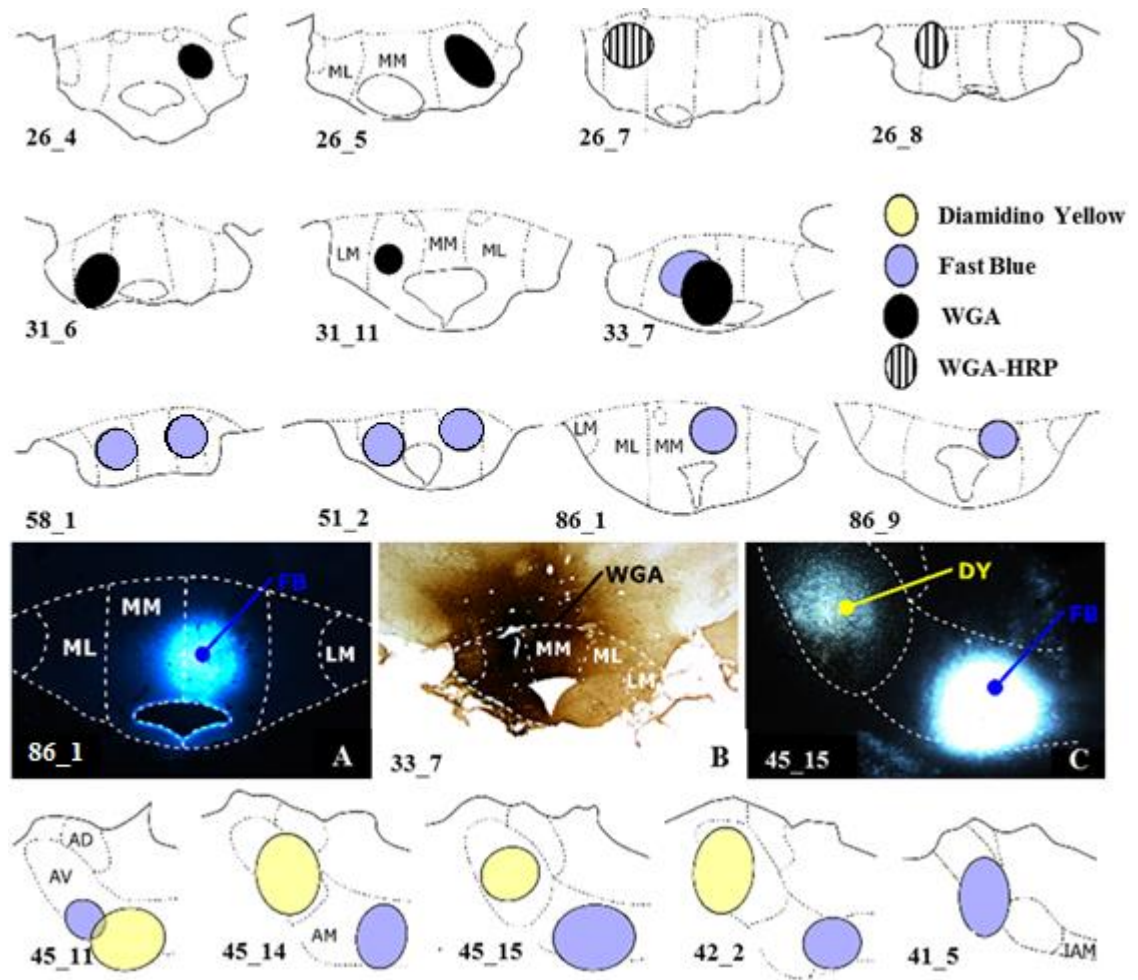 ML MM
26_4 26_5 26_7 26_8
Diamidino Yellow
Fast Blue
WGA
WGA-HRP
LM MM ML
31_6 31_11 33_7
LM ML MM
58_1 51_2 86_1 86_9
FB
MM
ML LM
86_1 A
WGA
MM ML
LM
33_7 B
DY
FB
45_15 C
AD
AV
AM
IAM
45_11 45_14 45_15 42_2 41_5